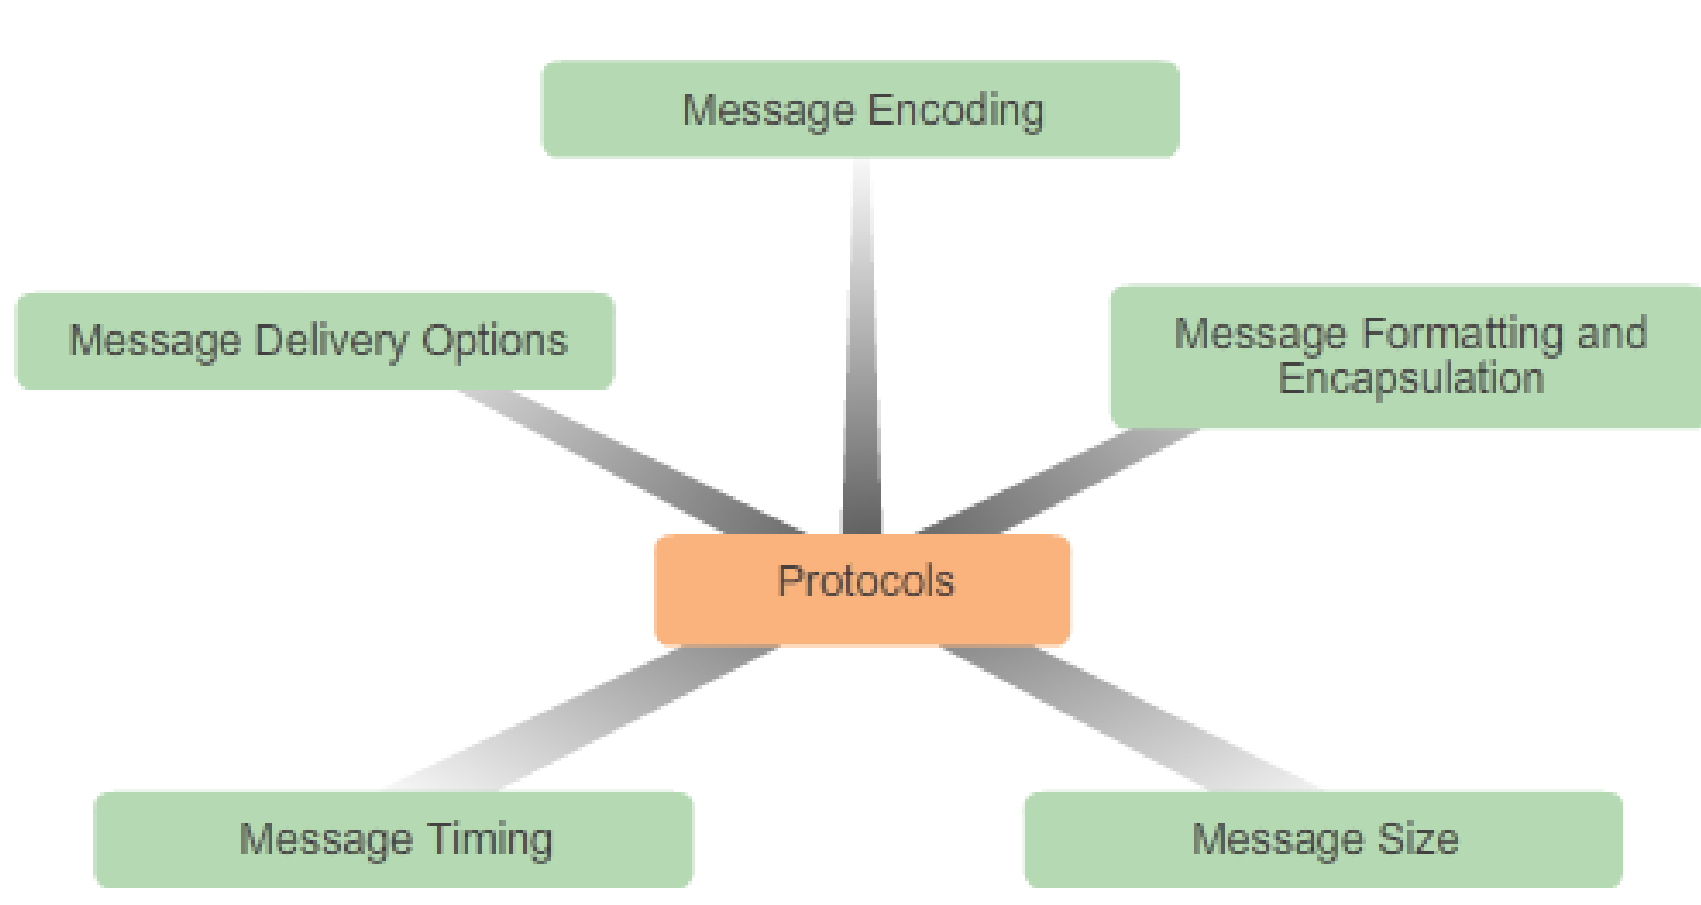 Message Encoding
Message Delivery Options
Message Formatting and
Encapsulation
Protocols
Message Timing
Message Size